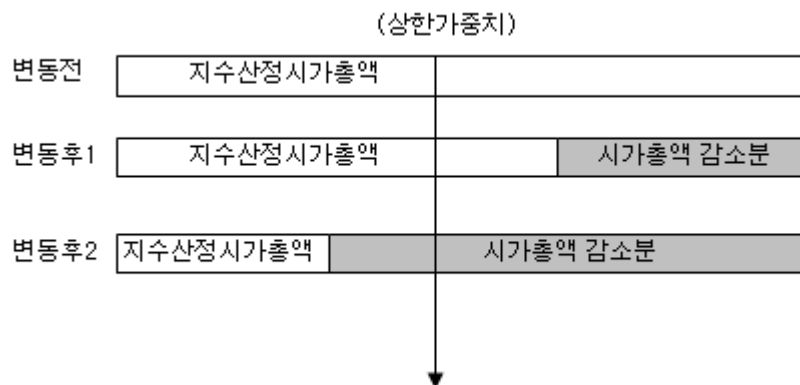 (상한가중치)
변동전 지수산정시가총액
변동후1 지수산정시가총액 시가총액 감소분
변동후2 지수산정시가총액 시가총액 감소분